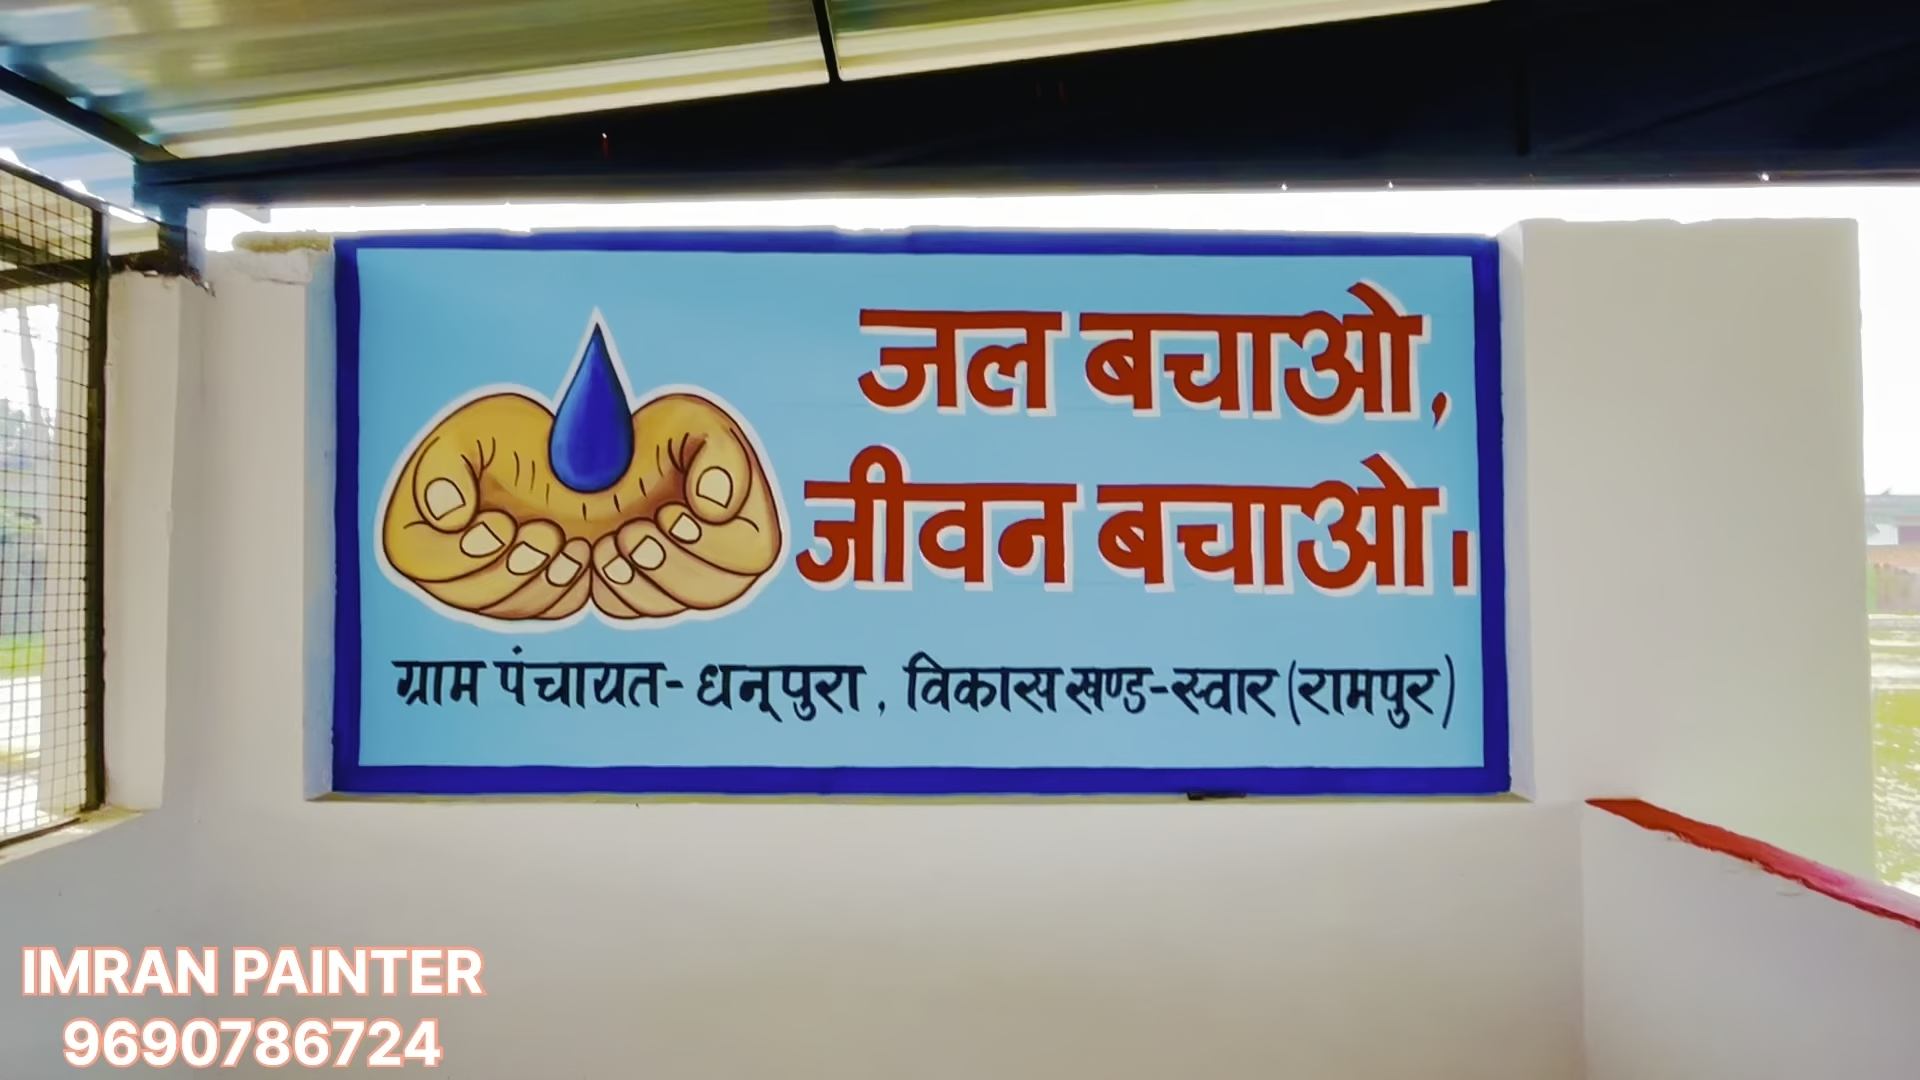 जल बचाओ,
जीवन बचाओ।
ग्राम पंचायत- धनूपुरा, विकास खण्ड-स्वार (रामपुर)
IMRAN PAINTER
9690786724